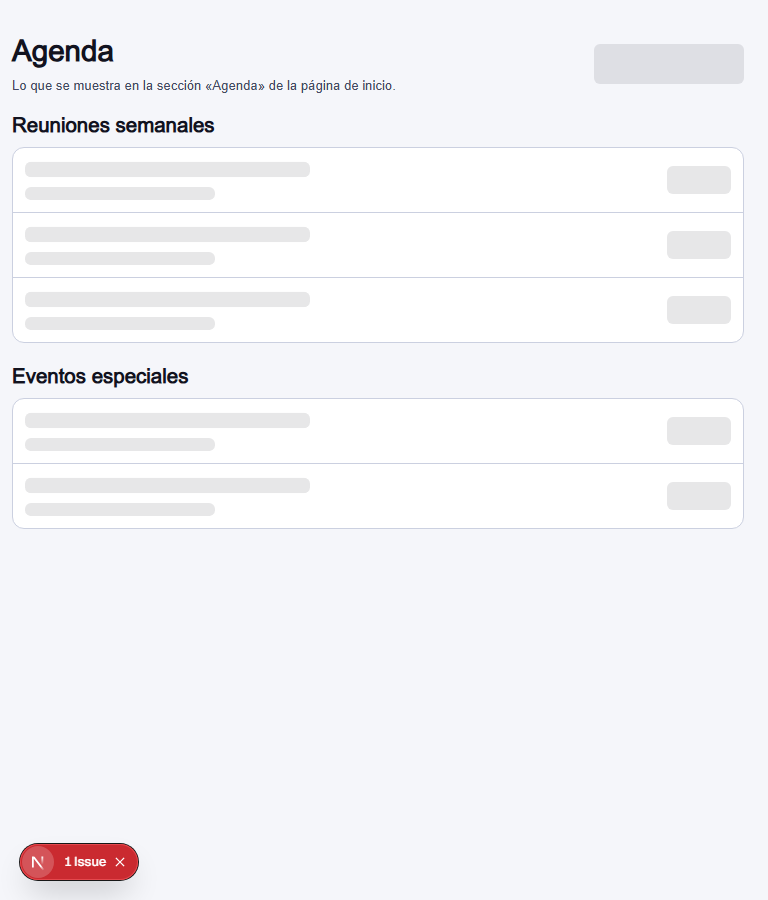 Agenda
Lo que se muestra en la sección «Agenda» de la página de inicio.
Reuniones semanales
Eventos especiales
N 1 Issue